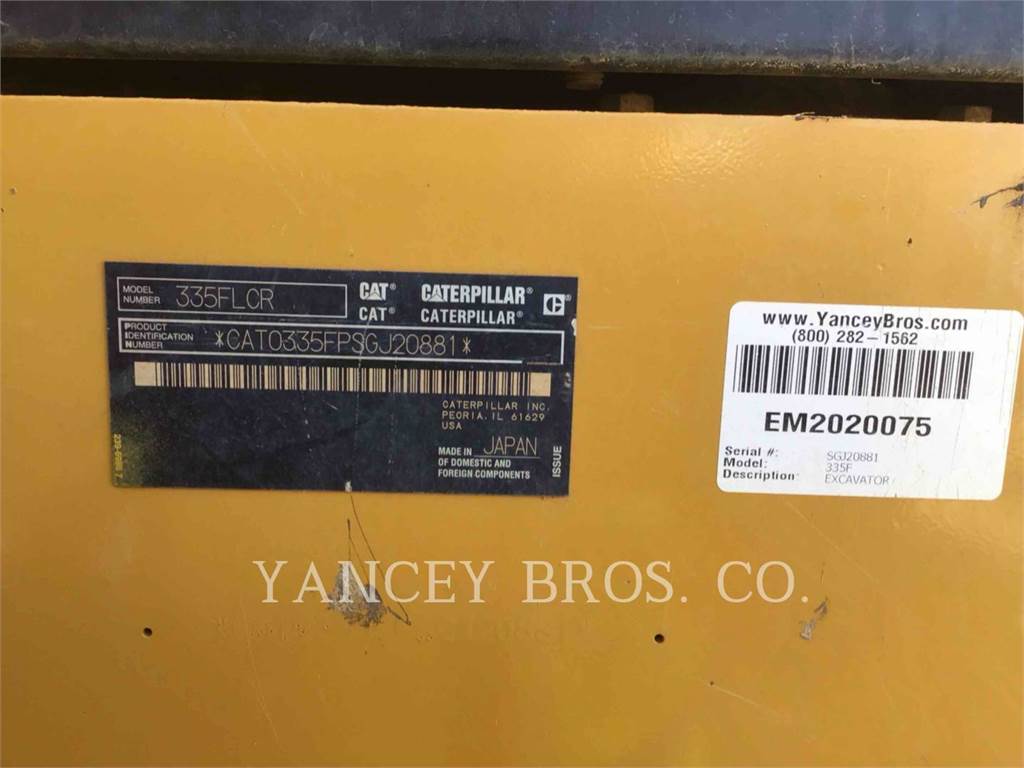 MODEL NUMBER 335FLCR
CAT® CATERPILLAR®
CAT® CATERPILLAR®
PRODUCT IDENTIFICATION NUMBER *CAT0335FPSGJ20881*
CATERPILLAR INC.
PEORIA, IL 61629
USA
MADE IN JAPAN
OF DOMESTIC AND
FOREIGN COMPONENTS
ISSUE
www.YanceyBros.com
(800) 282-1562
EM2020075
Serial #: SGJ20881
Model: 335F
Description EXCAVATOR
YANCEY BROS. CO.